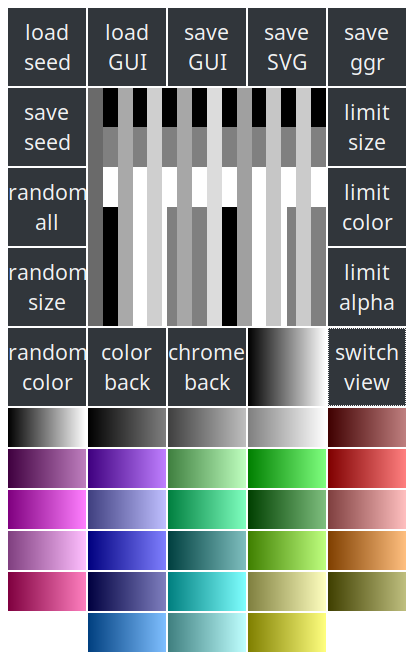 load
seed
load
GUI
save
GUI
save
SVG
save
ggr
save
seed
limit
size
random
all
limit
color
random
size
limit
alpha
random
color
color
back
chrome
back
switch
view